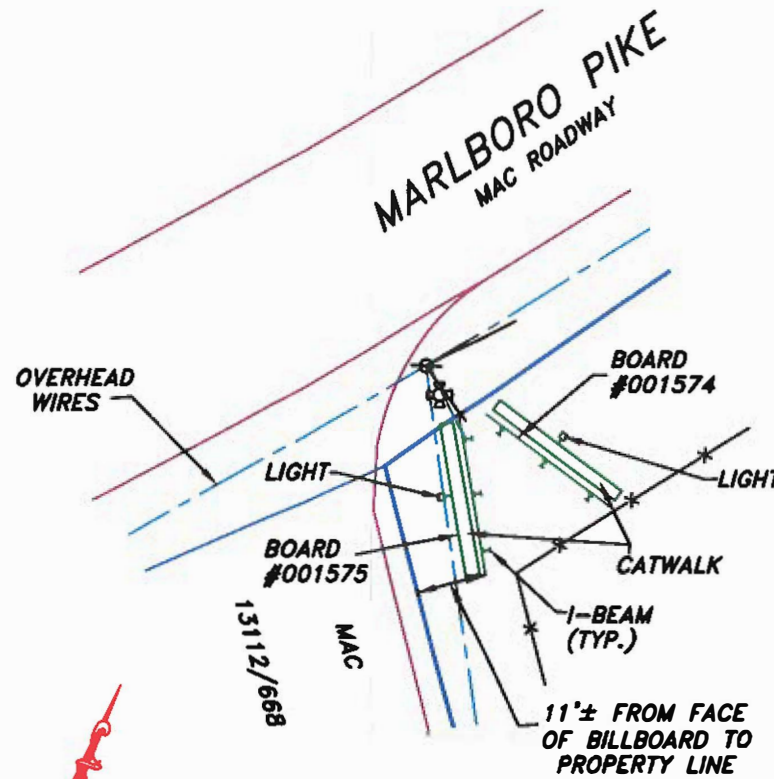 MARLBORO PIKE
MAC ROADWAY
OVERHEAD
WIRES
BOARD
#001574
LIGHT
LIGHT
BOARD
#001575
CATWALK
I-BEAM
(TYP.)
MAC
13112/668
11'± FROM FACE
OF BILLBOARD TO
PROPERTY LINE